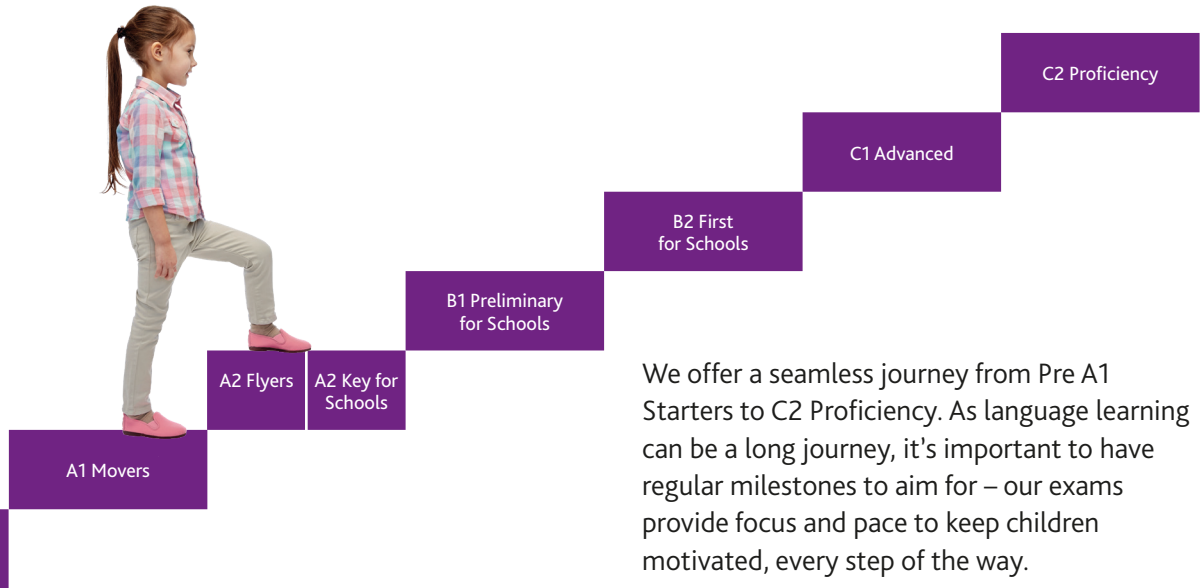 C2 Proficiency
C1 Advanced
B2 First
for Schools
B1 Preliminary
for Schools
A2 Flyers
A2 Key for
Schools
A1 Movers
We offer a seamless journey from Pre A1
Starters to C2 Proficiency. As language learning
can be a long journey, it’s important to have
regular milestones to aim for – our exams
provide focus and pace to keep children
motivated, every step of the way.